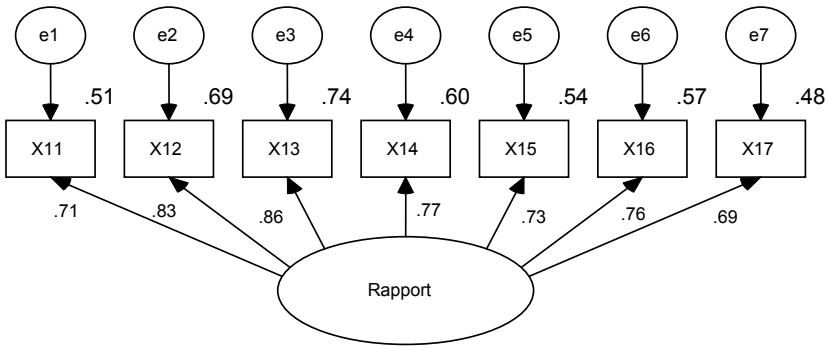 e1 e2 e3 e4 e5 e6 e7
.51 .69 .74 .60 .54 .57 .48
X11 X12 X13 X14 X15 X16 X17
.71 .83 .86 .77 .73 .76 .69
Rapport